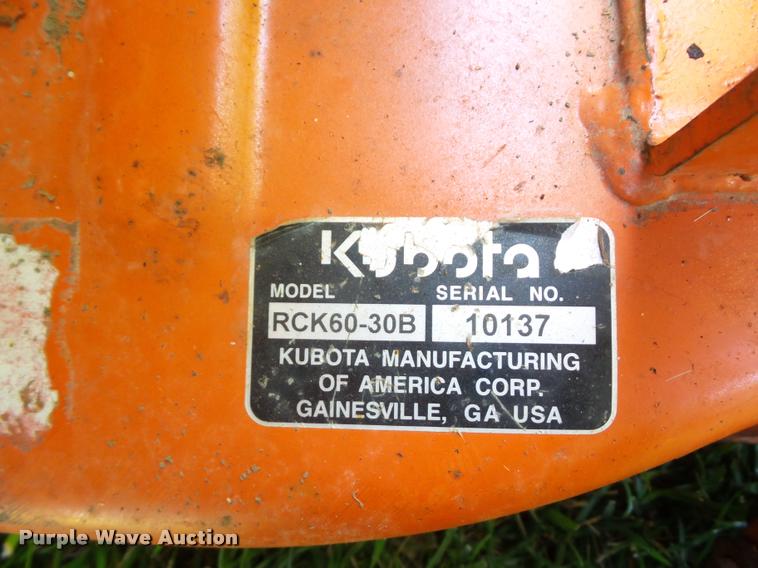 Kubota
MODEL SERIAL NO.
RCK60-30B 10137
KUBOTA MANUFACTURING
OF AMERICA CORP.
GAINESVILLE, GA USA
Purple Wave Auction